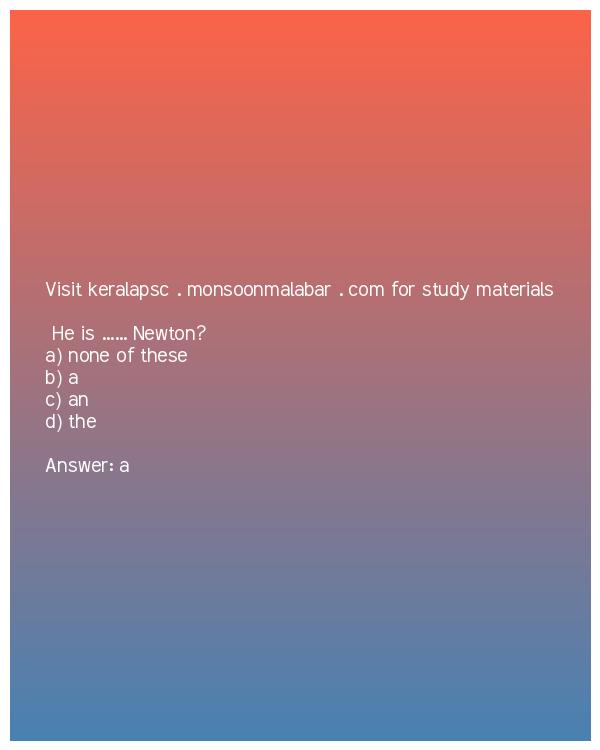 Visit keralapsc . monsoonmalabar . com for study materials
He is ...... Newton?
a) none of these
b) a
c) an
d) the
Answer: a